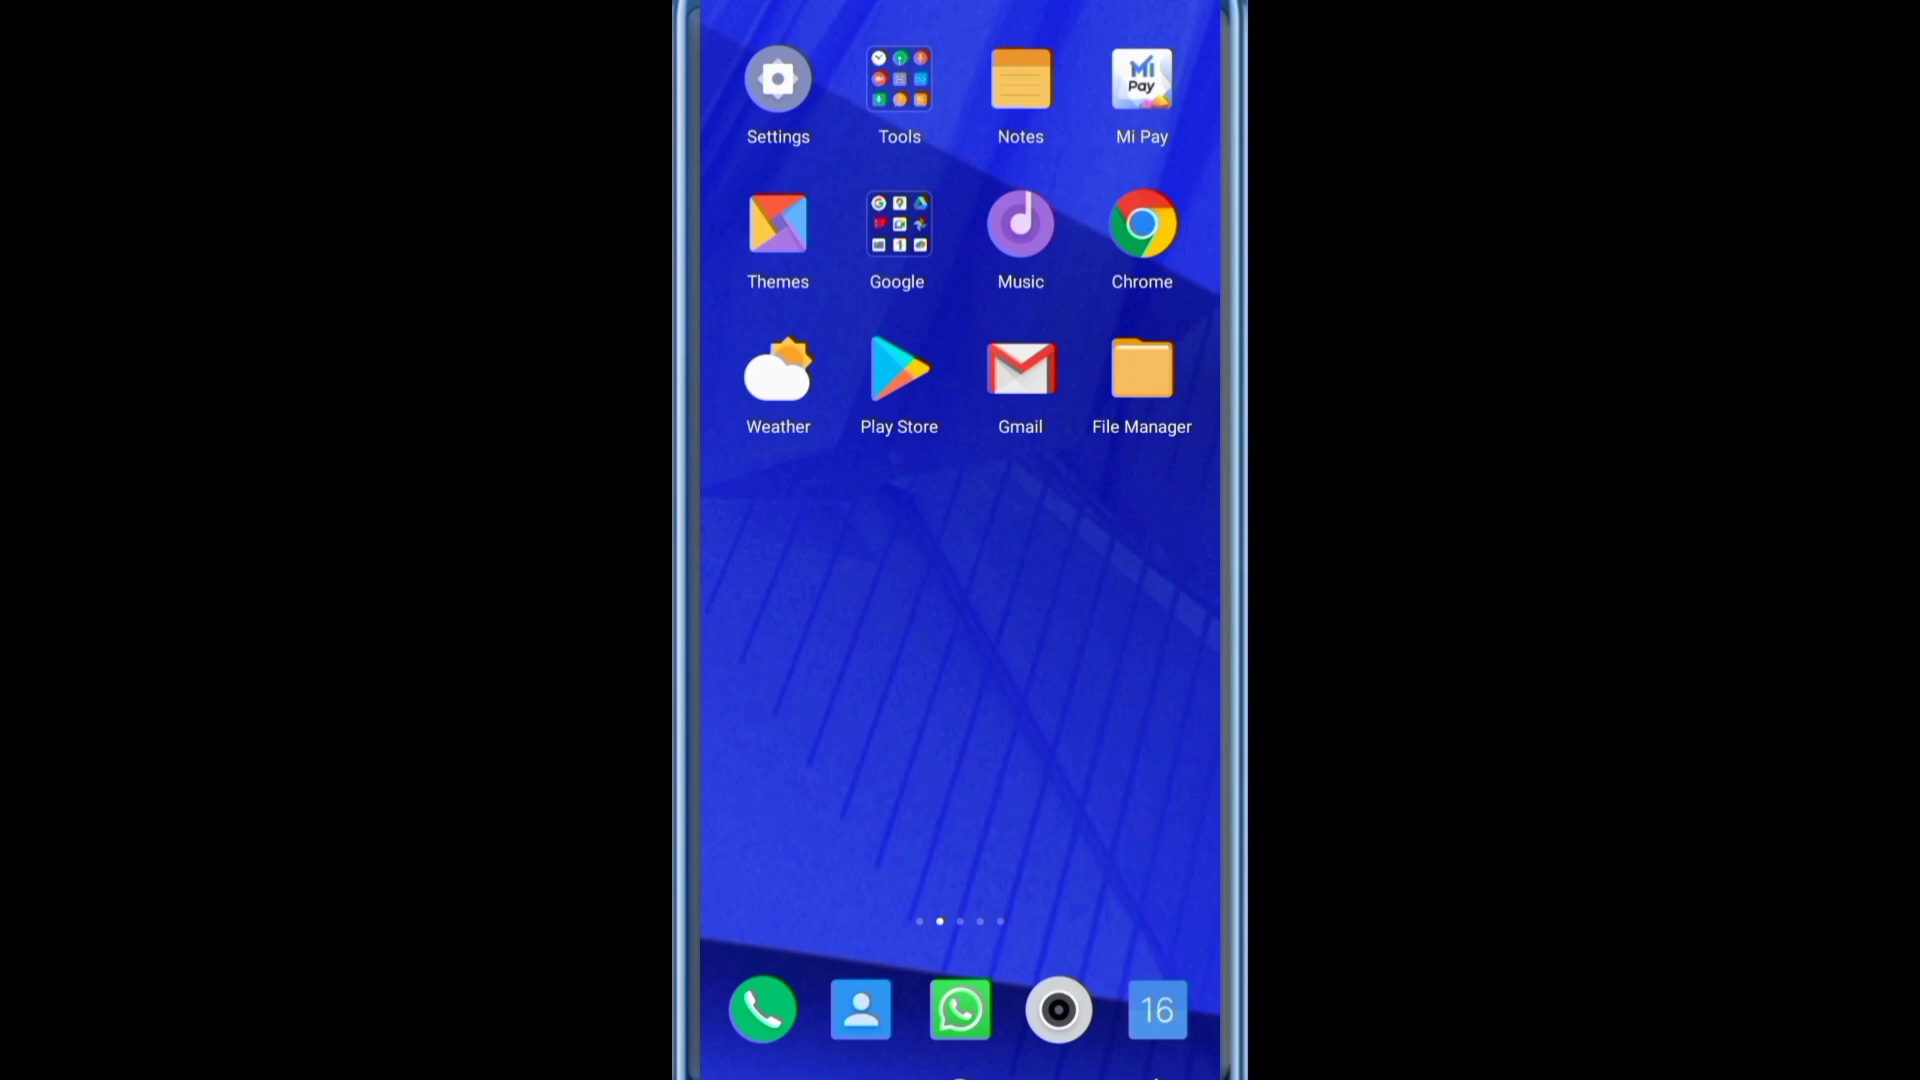 Mi
Pay
Settings
Tools
Notes
Mi Pay
Themes
Google
Music
Chrome
Weather
Play Store
Gmail
File Manager
16